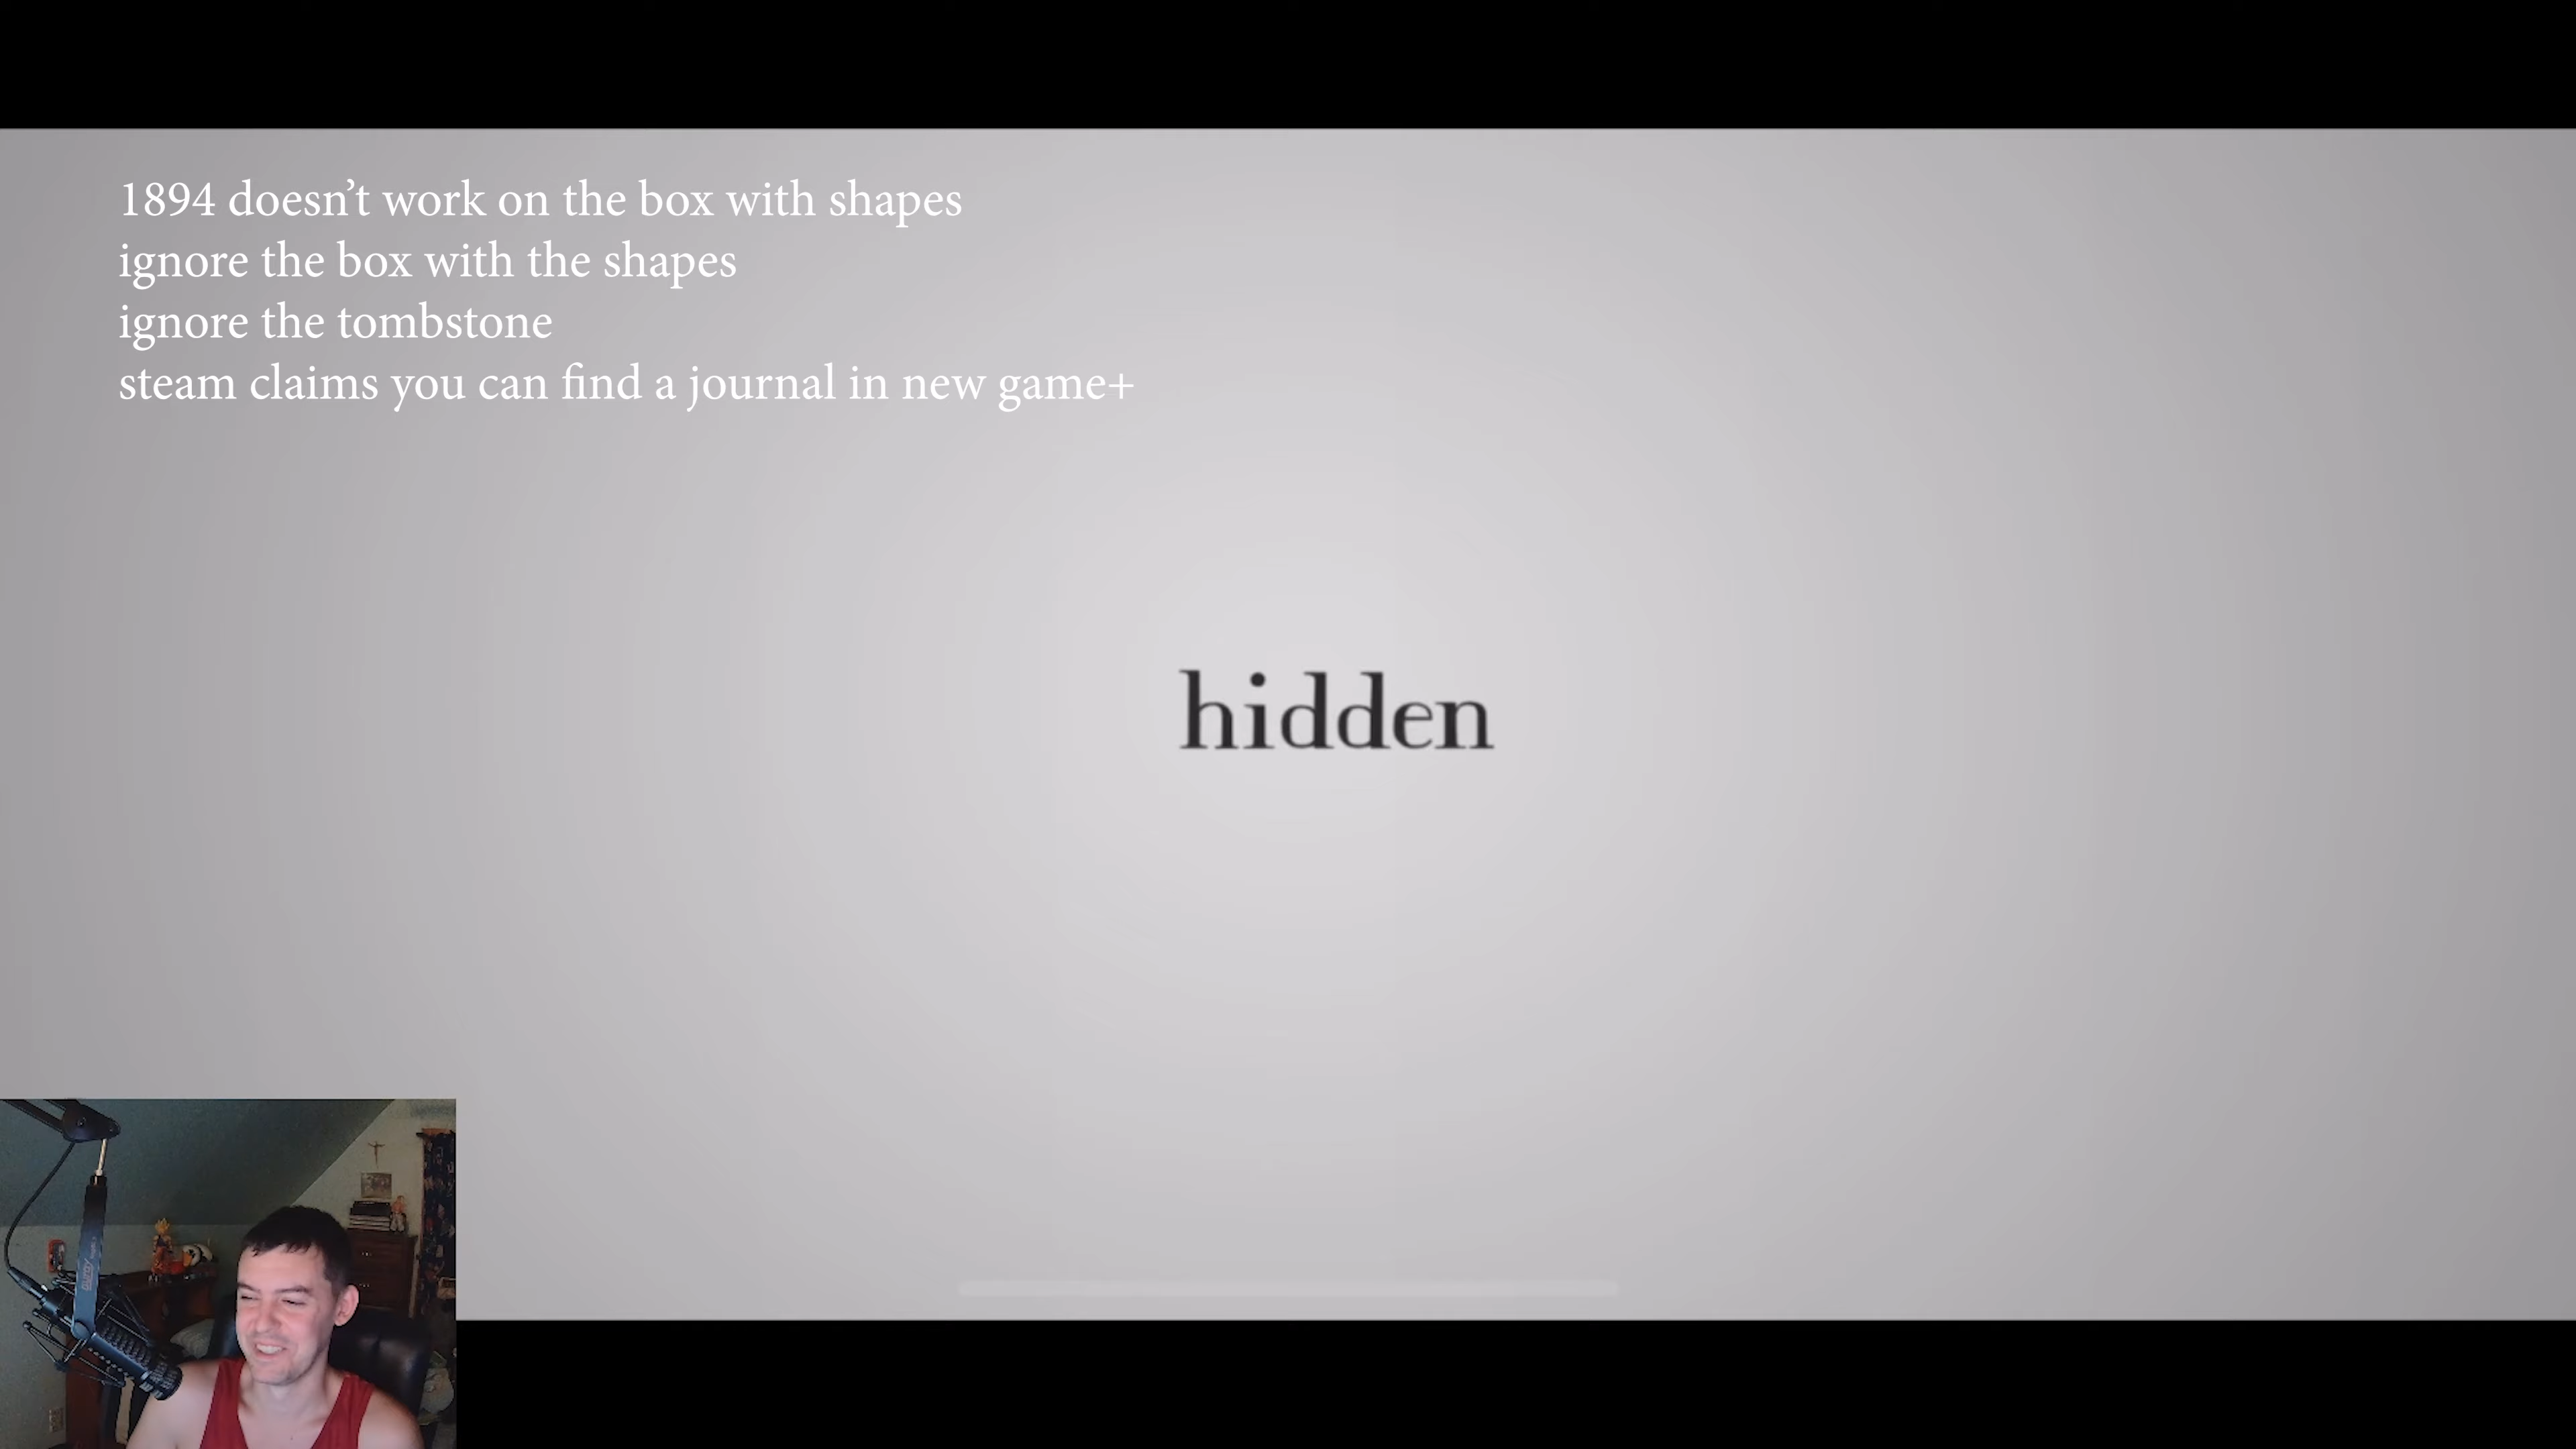 1894 doesn’t work on the box with shapes
ignore the box with the shapes
ignore the tombstone
steam claims you can find a journal in new game+
hidden